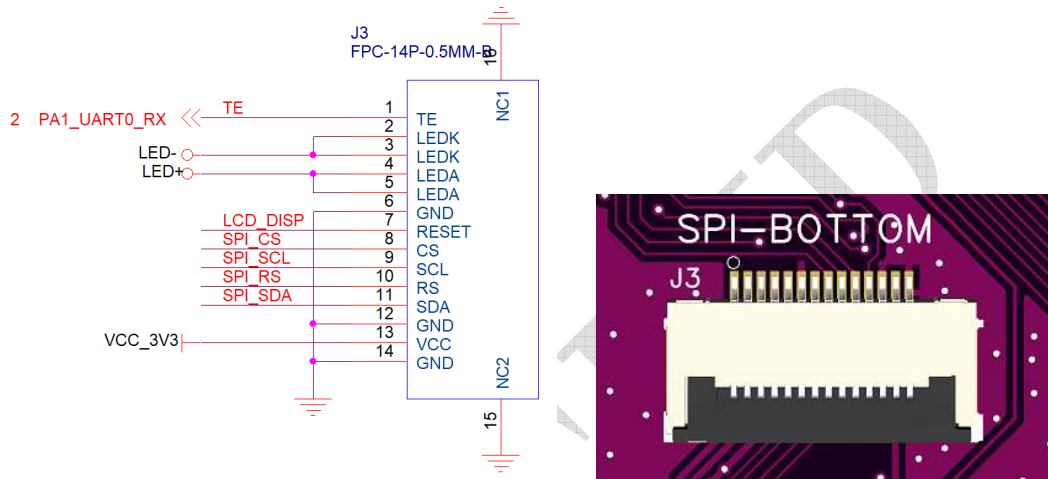 J3
FPC-14P-0.5MM-B
16
NC1
2 PA1_UART0_RX
TE
1
TE
2
LEDK
LED-
3
LEDK
LED+
4
LEDA
5
LEDA
6
GND
LCD_DISP
7
RESET
SPI_CS
8
CS
SPI_SCL
9
SCL
SPI_RS
10
RS
SPI_SDA
11
SDA
12
GND
VCC_3V3
13
VCC
14
GND
NC2
15
SPI-BOTTOM
J3